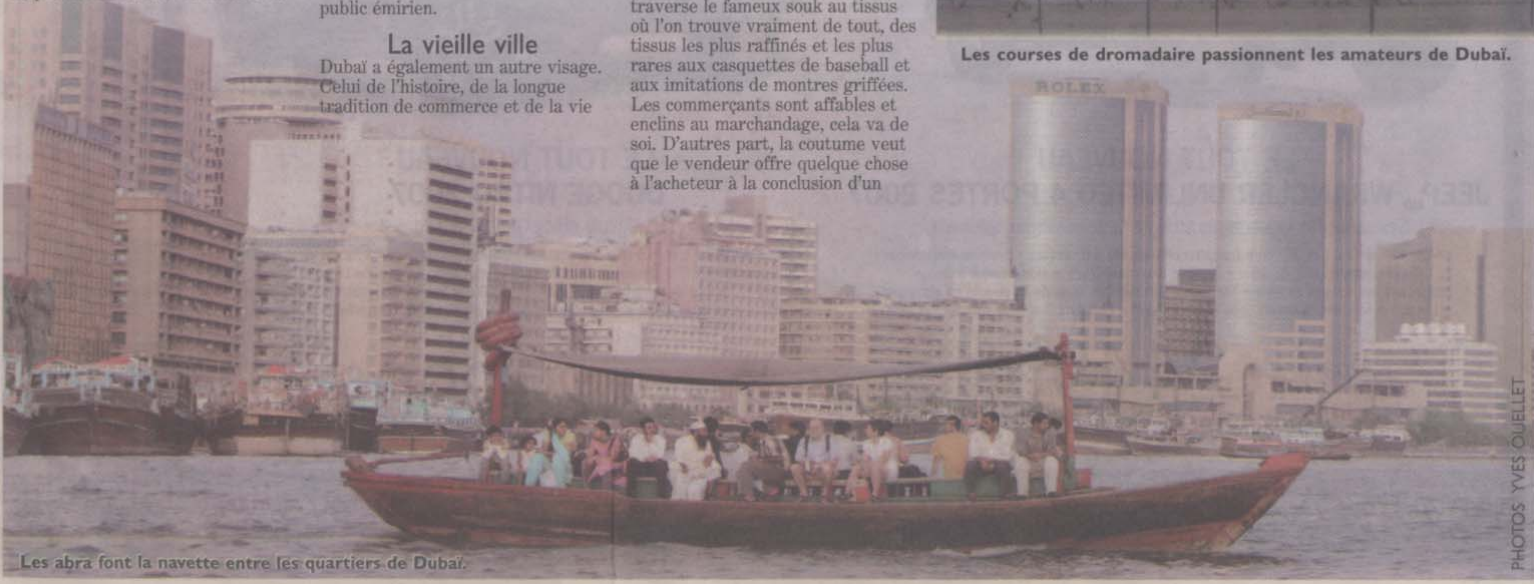 public émirien.
La vieille ville
Dubaï a également un autre visage.
Celui de l'histoire, de la longue
tradition de commerce et de la vie
traverse le fameux souk au tissus
où l'on trouve vraiment de tout, des
tissus les plus raffinés et les plus
rares aux casquettes de baseball et
aux imitations de montres griffées.
Les commerçants sont affables et
enclins au marchandage, cela va de
soi. D'autres part, la coutume veut
que le vendeur offre quelque chose
à l'acheteur à la conclusion d'un
Les courses de dromadaire passionnent les amateurs de Dubaï.
ROLEX
Les abra font la navette entre les quartiers de Dubaï.
PHOTOS YVES OUELLET